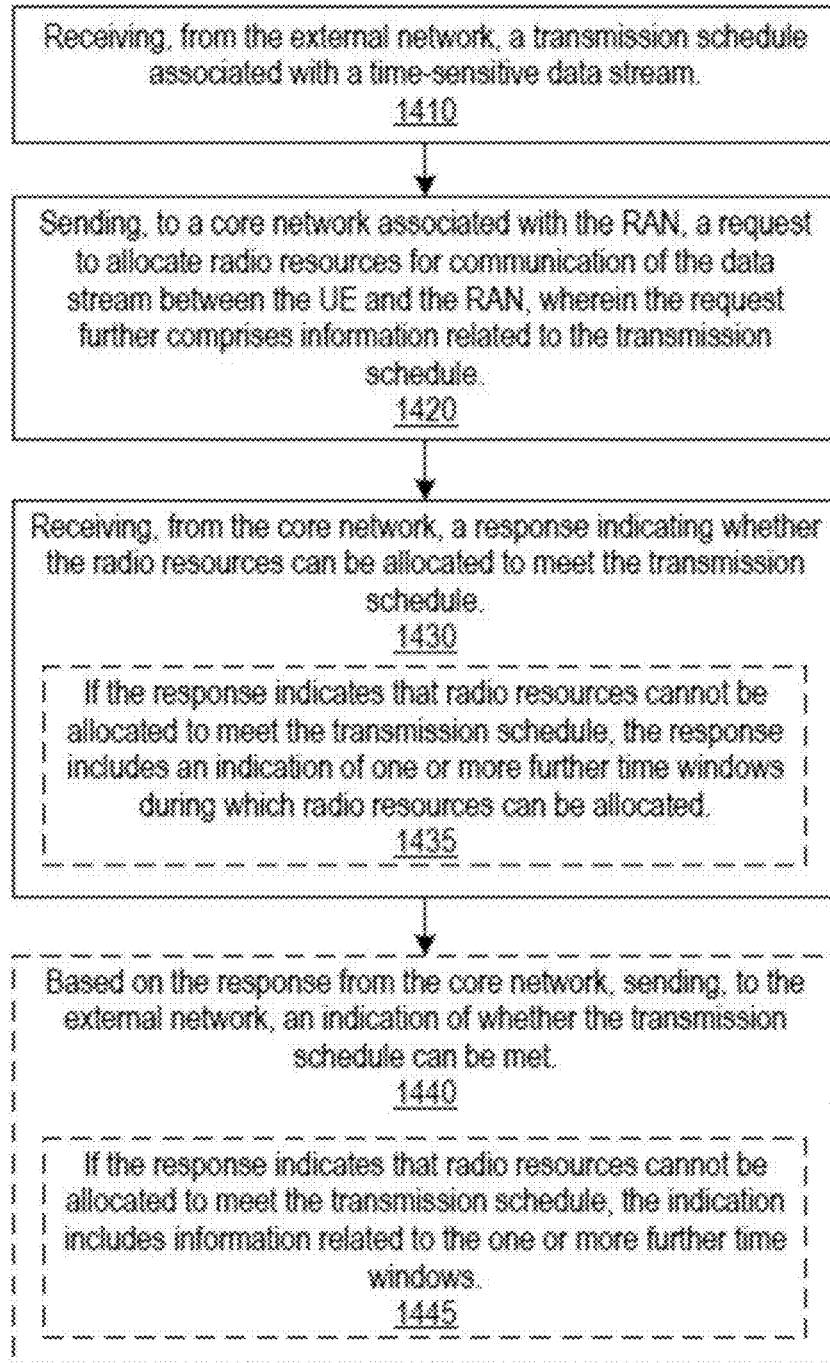 Receiving, from the external network, a transmission schedule
associated with a time-sensitive data stream.
1410
Sending, to a core network associated with the RAN, a request
to allocate radio resources for communication of the data
stream between the UE and the RAN, wherein the request
further comprises information related to the transmission
schedule.
1420
Receiving, from the core network, a response indicating whether
the radio resources can be allocated to meet the transmission
schedule.
1430
If the response indicates that radio resources cannot be
allocated to meet the transmission schedule, the response
includes an indication of one or more further time windows
during which radio resources can be allocated.
1435
Based on the response from the core network, sending, to the
external network, an indication of whether the transmission
schedule can be met.
1440
If the response indicates that radio resources cannot be
allocated to meet the transmission schedule, the indication
includes information related to the one or more further time
windows.
1445